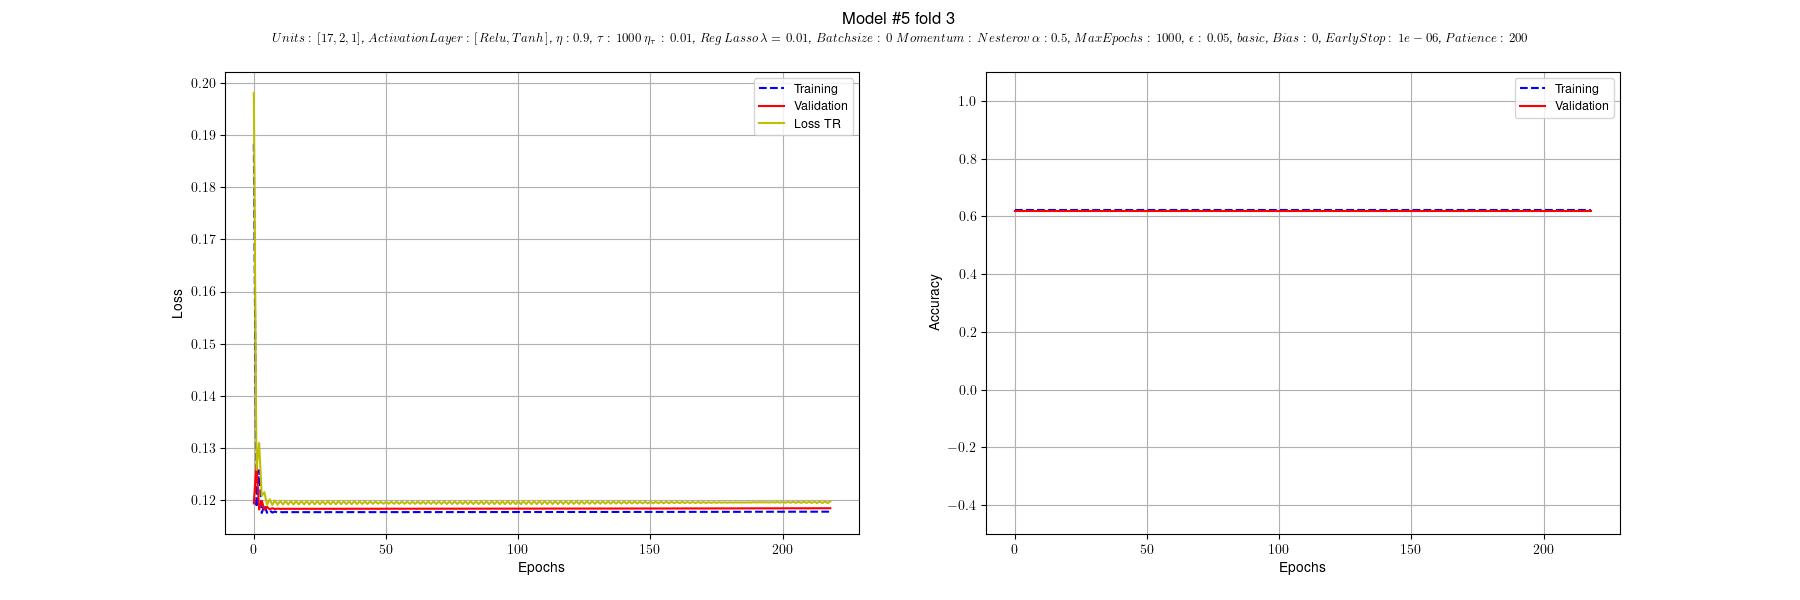 Model #5 fold 3
Units : [17, 2, 1], ActivationLayer : [Relu, Tanh], η : 0.9, τ : 1000 ητ : 0.01, Reg Lasso λ = 0.01, Batchsize : 0 Momentum : Nesterov α : 0.5, MaxEpochs : 1000, ϵ : 0.05, basic, Bias : 0, EarlyStop : 1e − 06, Patience : 200
0.20
0.19
0.18
0.17
0.16
0.15
0.14
0.13
0.12
Loss
0 50 100 150 200
Epochs
Training
Validation
Loss TR
1.0
0.8
0.6
0.4
0.2
0.0
−0.2
−0.4
Accuracy
0 50 100 150 200
Epochs
Training
Validation